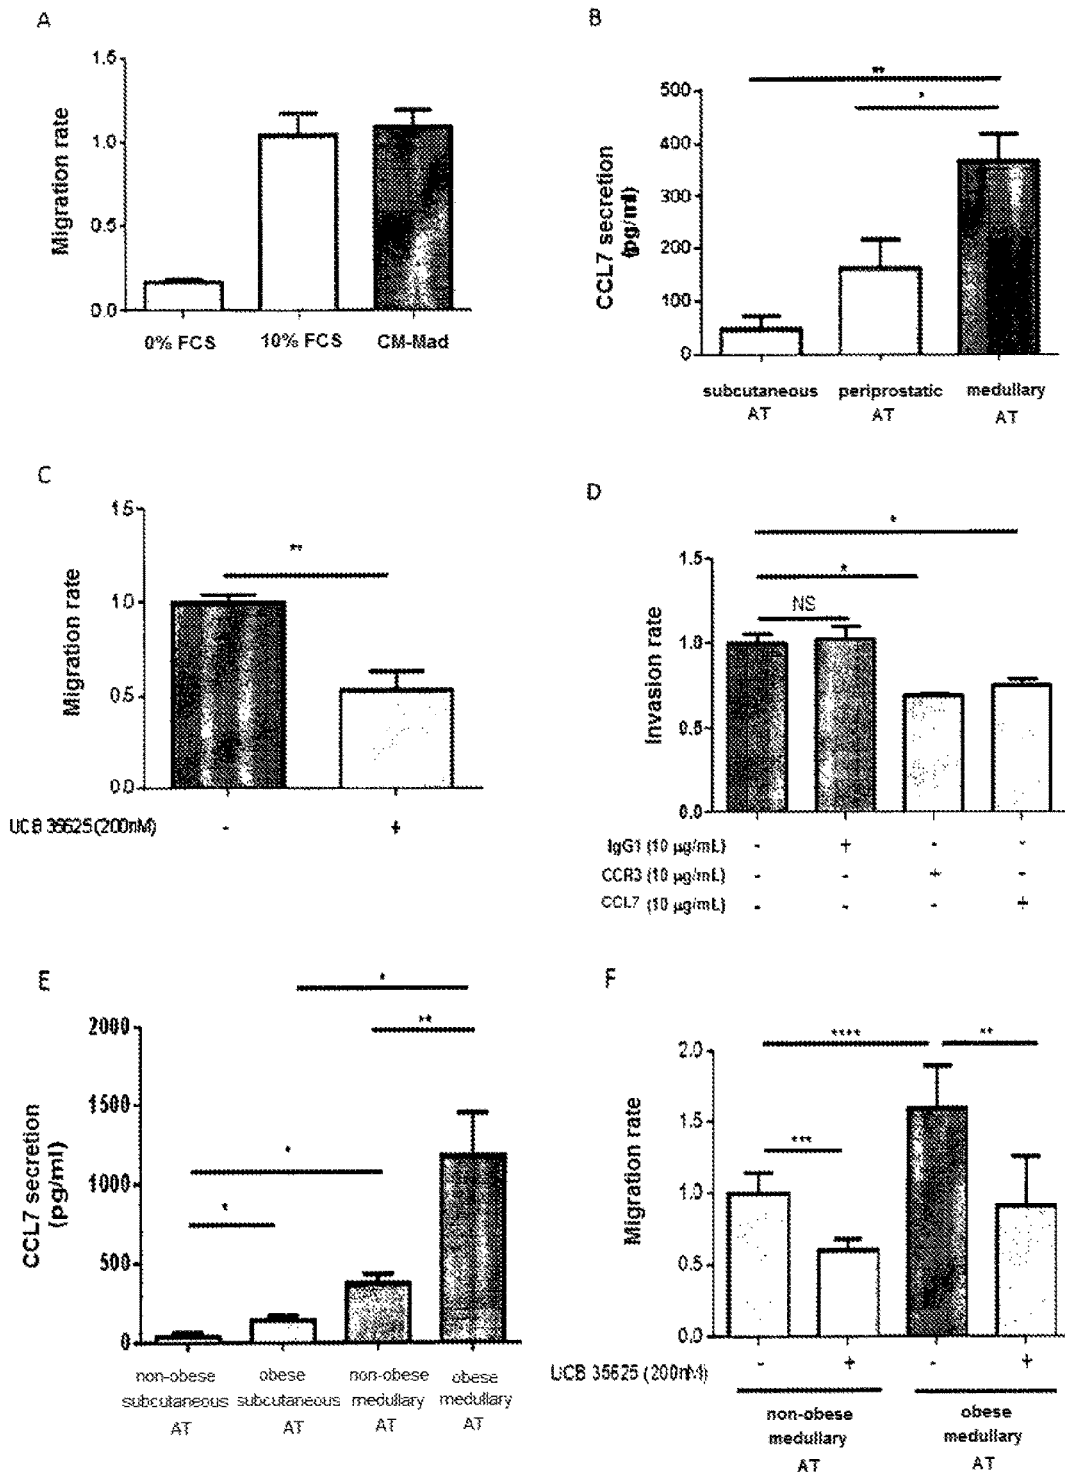 A
Migration rate
1.5
1.0
0.5
0.0
0% FCS 10% FCS CM-Mad
B
** 
*
CCL7 secretion
(pg/ml)
500
400
300
200
100
0
subcutaneous periprostatic medullary
AT AT AT
C
Migration rate
1.5
1.0
0.5
0.0
**
UCB 35625 (200nM) - +
D
*
*
NS
Invasion rate
1.5
1.0
0.5
0.0
IgG1 (10 µg/mL) - + - -
CCR3 (10 µg/mL) - - + -
CCL7 (10 µg/mL) - - - +
E
*
**
*
*
CCL7 secretion
(pg/ml)
2000
1500
1000
500
0
non-obese obese non-obese obese
subcutaneous subcutaneous medullary medullary
AT AT AT AT
F
**** **
***
Migration rate
2.0
1.5
1.0
0.5
0.0
UCB 35625 (200nM) - + - +
non-obese obese
medullary medullary
AT AT